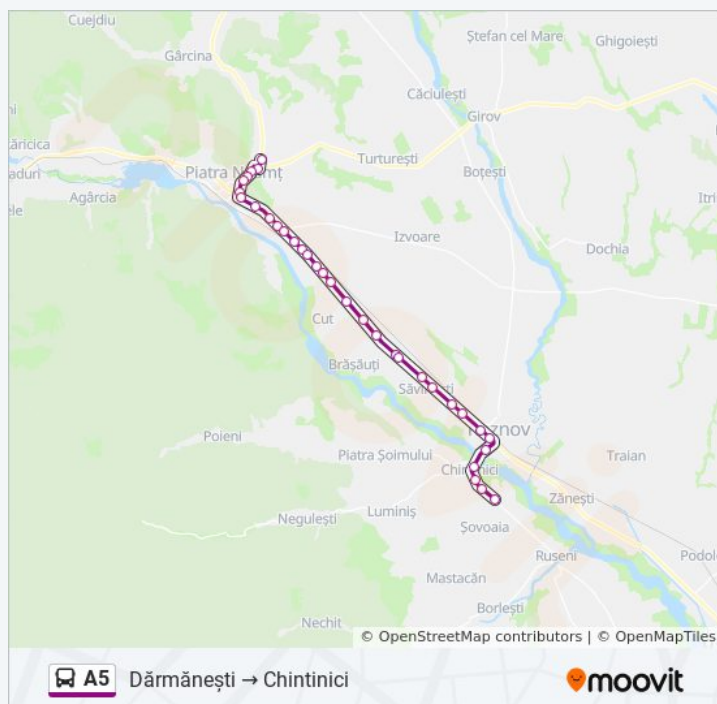 Cuejdiu
Ștefan cel Mare
Ghigoiești
Gârcina
Căciulești
Girov
Turturești
Piatra Neamț
Botești
Agârcia
Izvoare
Dochia
Cut
Brășăuți
Săvinești
Roznov
Poieni
Piatra Șoimului
Traian
Chintinici
Zănești
Negulești
Luminiș
Șovoaia
Ruseni
Mastacăn
Borlești
Nechit
© OpenStreetMap contributors | © OpenMapTiles
A5 Dărmănești → Chintinici
moovit